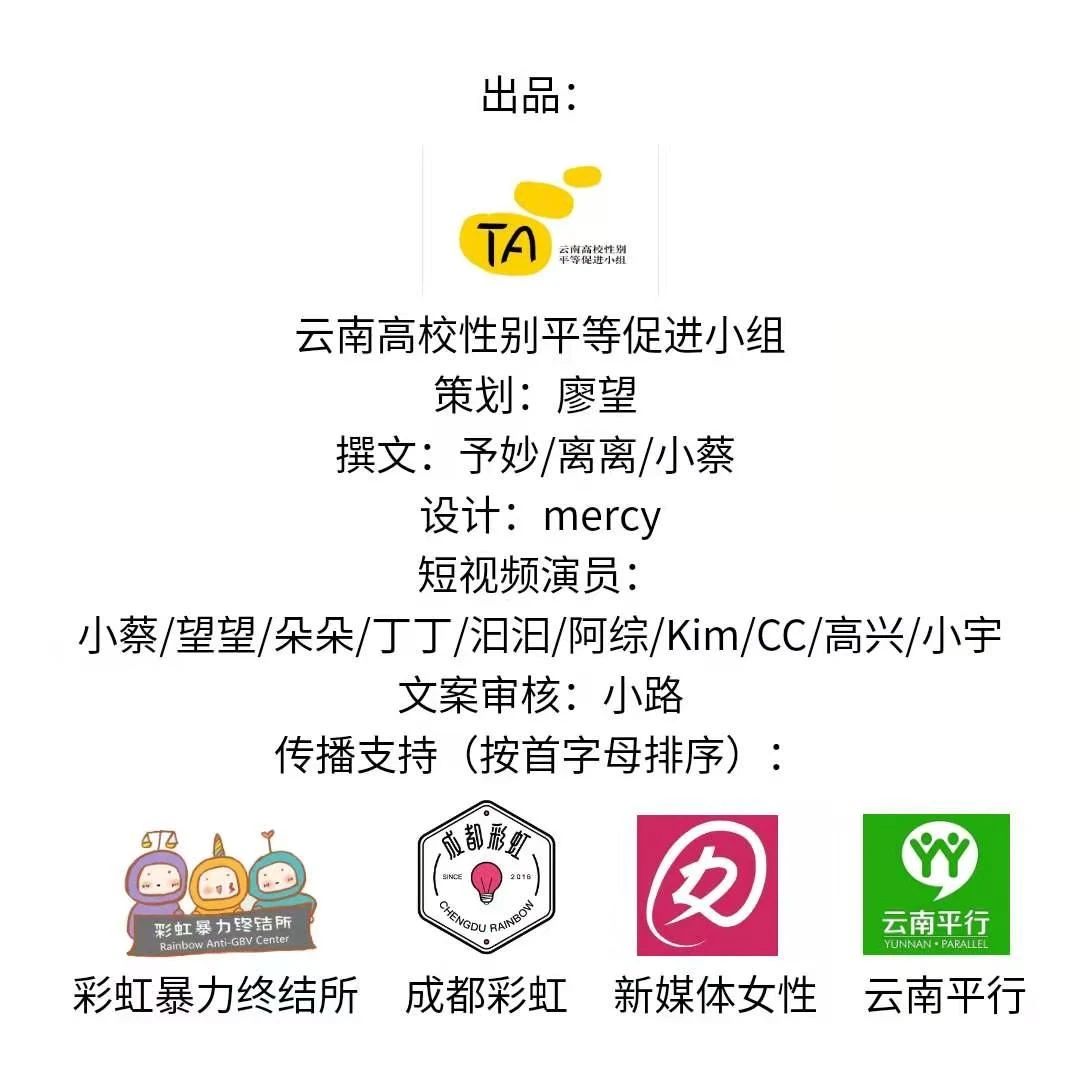 出品：
TA
云南高校性别
平等促进小组
云南高校性别平等促进小组
策划：廖望
撰文：予妙/离离/小蔡
设计：mercy
短视频演员：
小蔡/望望/朵朵/丁丁/汩汩/阿综/Kim/CC/高兴/小宇
文案审核：小路
传播支持（按首字母排序）：
彩虹暴力终结所
Rainbow Anti-GBV Center
成都彩虹
SINCE 2016
CHENGDU RAINBOW
云南平行
YUNNAN·PARALLEL
彩虹暴力终结所 成都彩虹 新媒体女性 云南平行